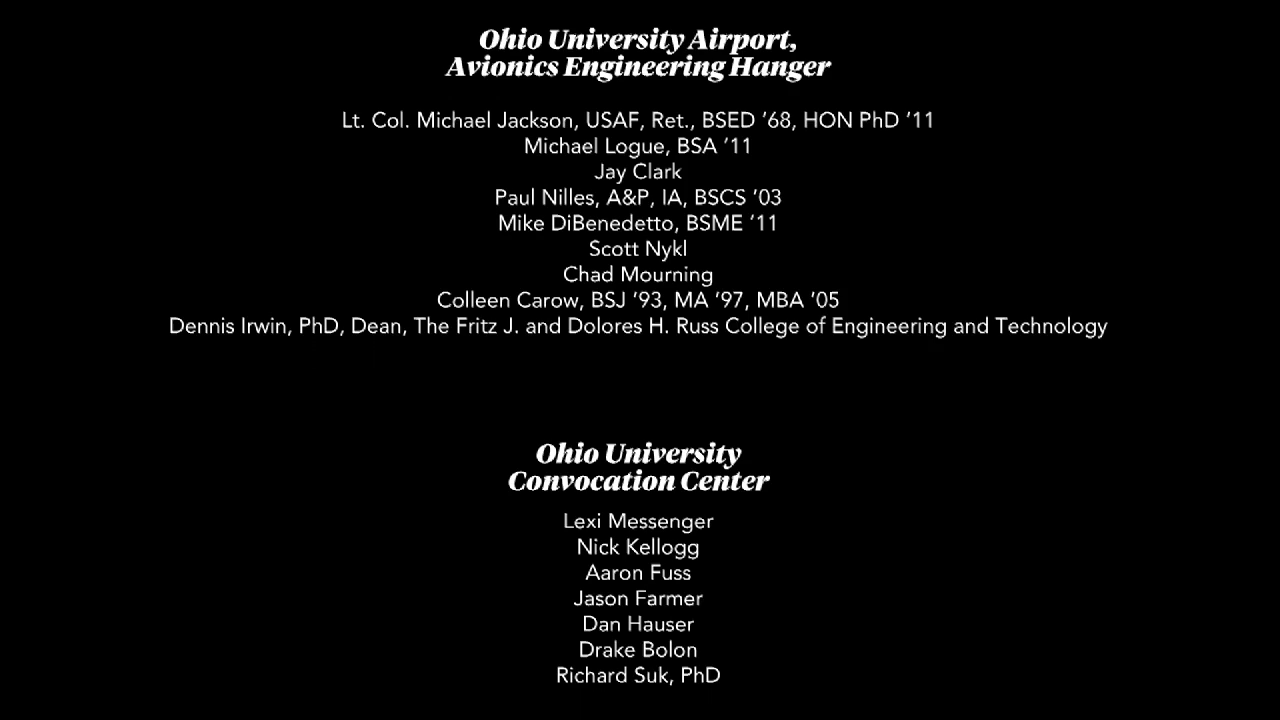 Ohio University Airport,
Avionics Engineering Hanger
Lt. Col. Michael Jackson, USAF, Ret., BSED ’68, HON PhD ’11
Michael Logue, BSA ’11
Jay Clark
Paul Nilles, A&P, IA, BSCS ’03
Mike DiBenedetto, BSME ’11
Scott Nykl
Chad Mourning
Colleen Carow, BSJ ’93, MA ’97, MBA ’05
Dennis Irwin, PhD, Dean, The Fritz J. and Dolores H. Russ College of Engineering and Technology
Ohio University
Convocation Center
Lexi Messenger
Nick Kellogg
Aaron Fuss
Jason Farmer
Dan Hauser
Drake Bolon
Richard Suk, PhD